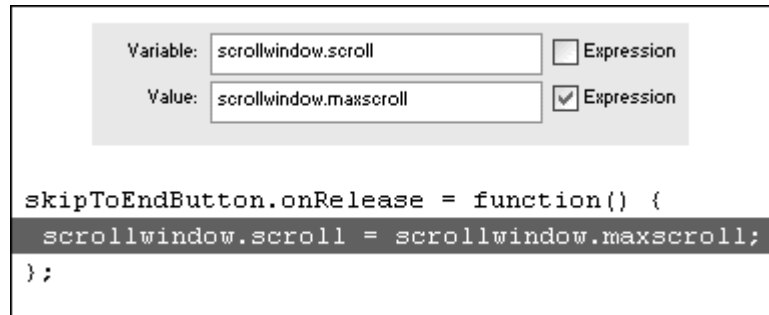 Variable: scrollwindow.scroll Expression
Value: scrollwindow.maxscroll Expression
skipToEndButton.onRelease = function() {
scrollwindow.scroll = scrollwindow.maxscroll;
};